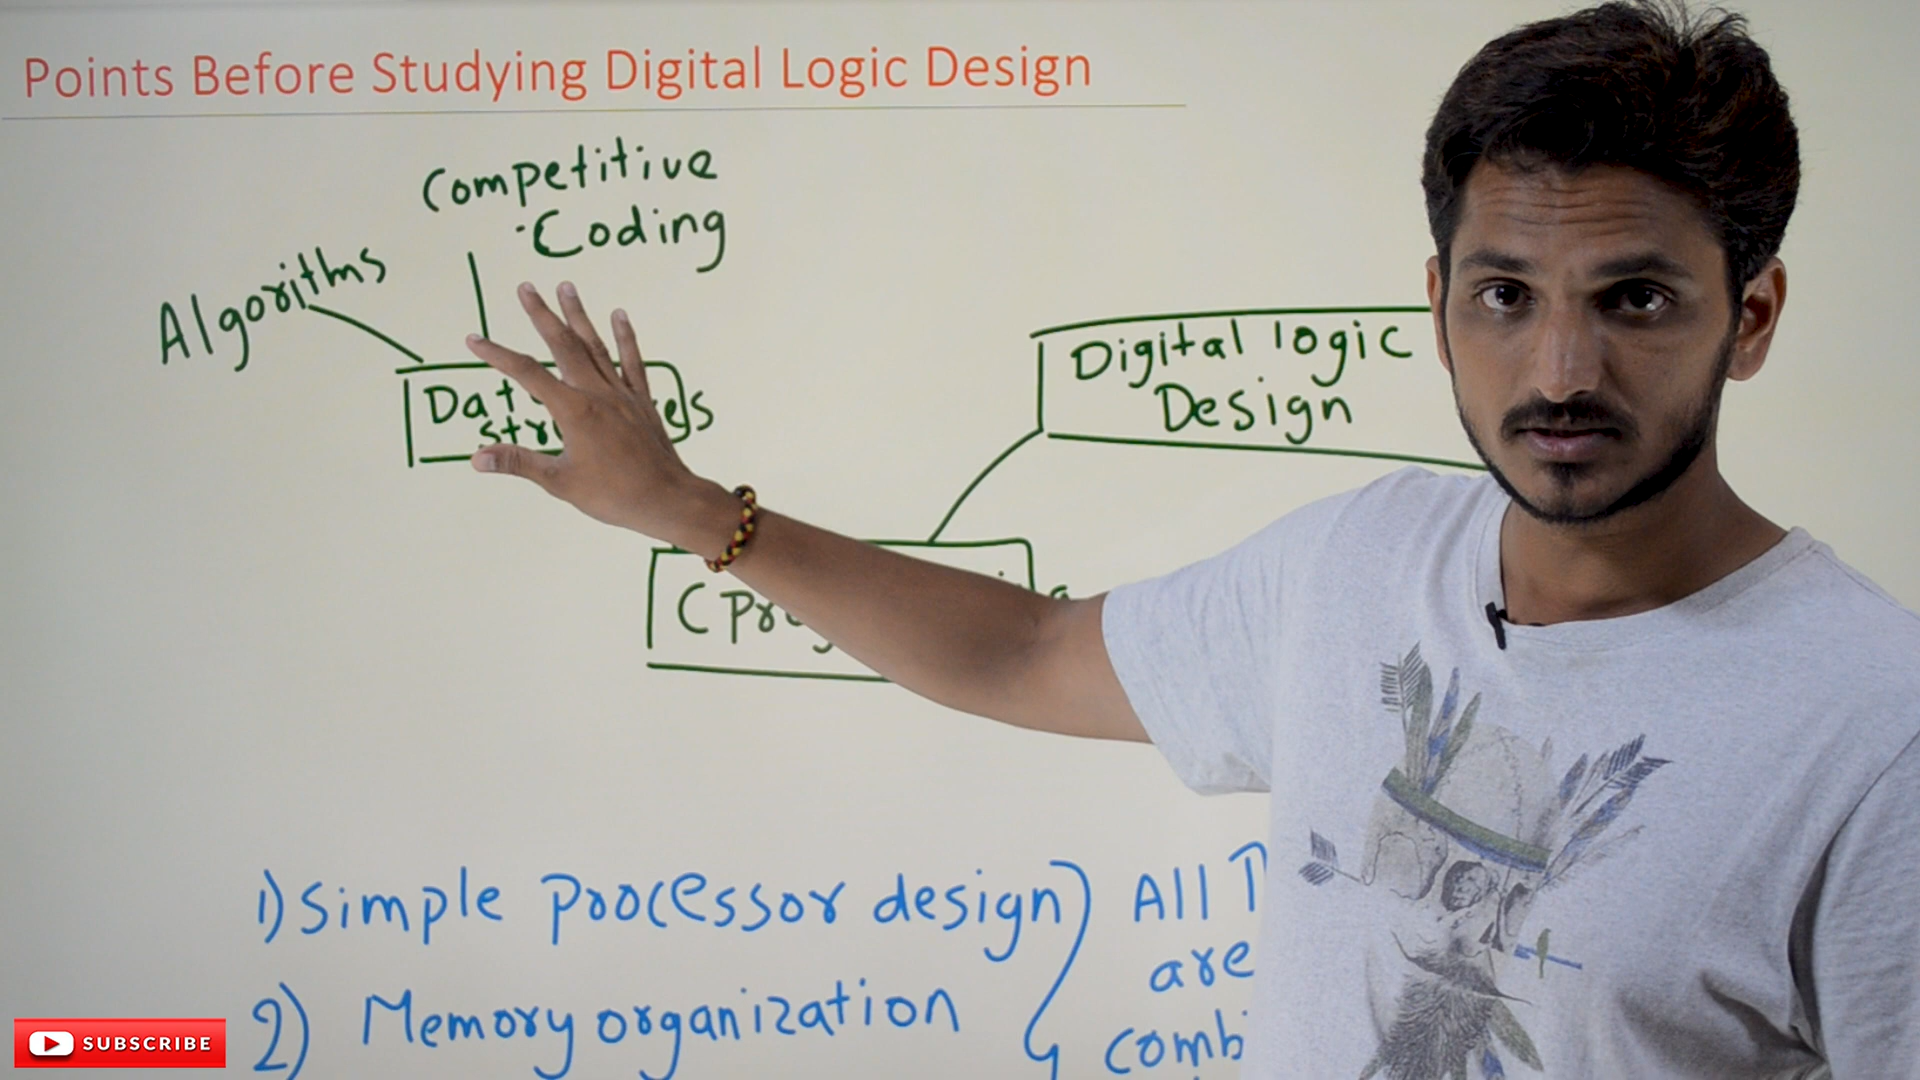 Points Before Studying Digital Logic Design
Competitive
Coding
Algorithms
Digital logic
Design
C
1) Simple processor design
All
are
2) Memory organization
SUBSCRIBE